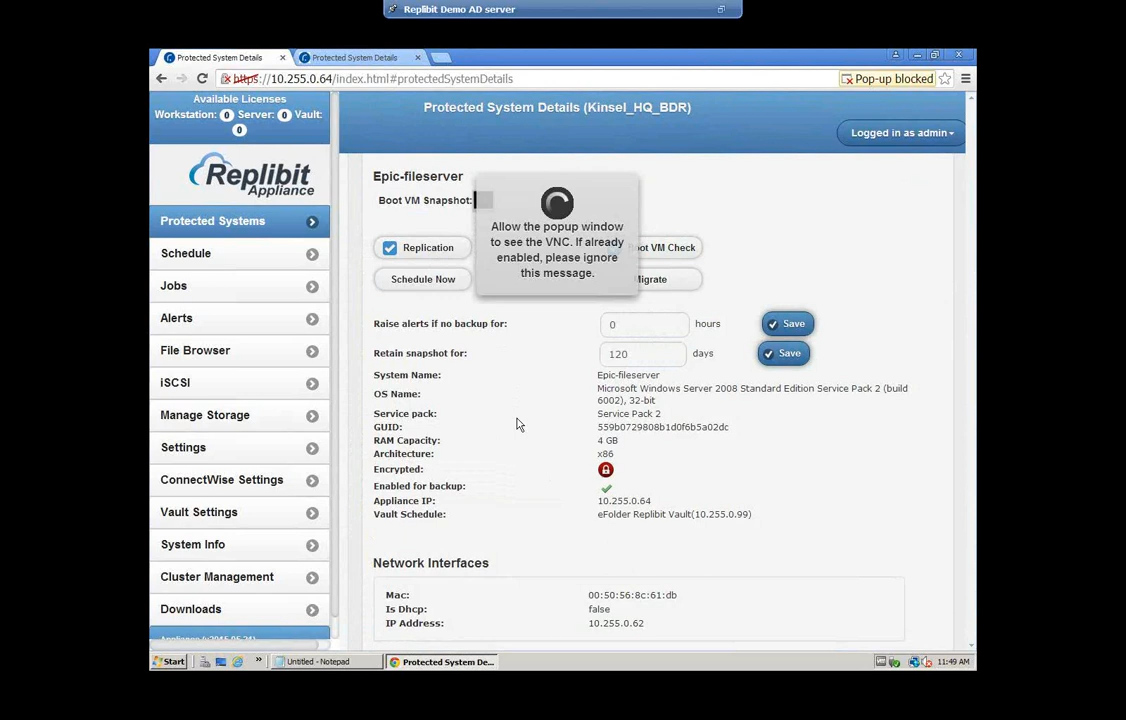 Replibit Demo AD server
Protected System Details
Protected System Details
https://10.255.0.64/index.html#protectedSystemDetails
Pop-up blocked
Available Licenses
Workstation: 0 Server: 0 Vault:
0
Replibit
Appliance
Protected System Details (Kinsel_HQ_BDR)
Logged in as admin
Protected Systems
Schedule
Jobs
Alerts
File Browser
iSCSI
Manage Storage
Settings
ConnectWise Settings
Vault Settings
System Info
Cluster Management
Downloads
Epic-fileserver
Boot VM Snapshot:
Allow the popup window
to see the VNC. If already
enabled, please ignore
this message.
Replication
VM Check
Schedule Now
Migrate
Raise alerts if no backup for: 0 hours Save
Retain snapshot for: 120 days Save
System Name: Epic-fileserver
OS Name: Microsoft Windows Server 2008 Standard Edition Service Pack 2 (build
6002), 32-bit
Service pack: Service Pack 2
GUID: 559b0729808b1d0f6b5a02dc
RAM Capacity: 4 GB
Architecture: x86
Encrypted:
Enabled for backup:
Appliance IP: 10.255.0.64
Vault Schedule: eFolder Replibit Vault(10.255.0.99)
Network Interfaces
Mac: 00:50:56:8c:61:db
Is Dhcp: false
IP Address: 10.255.0.62
Start
Untitled - Notepad
Protected System De...
11:49 AM